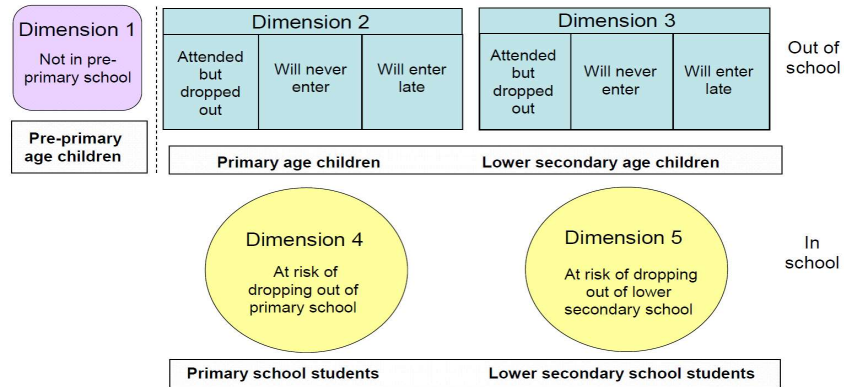 Dimension 1
Not in pre-
primary school
Pre-primary
age children
Dimension 2
Attended
but
dropped
out
Will never
enter
Will enter
late
Dimension 3
Attended
but
dropped
out
Will never
enter
Will enter
late
Out of
school
Primary age children
Lower secondary age children
Dimension 4
At risk of
dropping out of
primary school
Dimension 5
At risk of dropping
out of lower
secondary school
In
school
Primary school students
Lower secondary school students